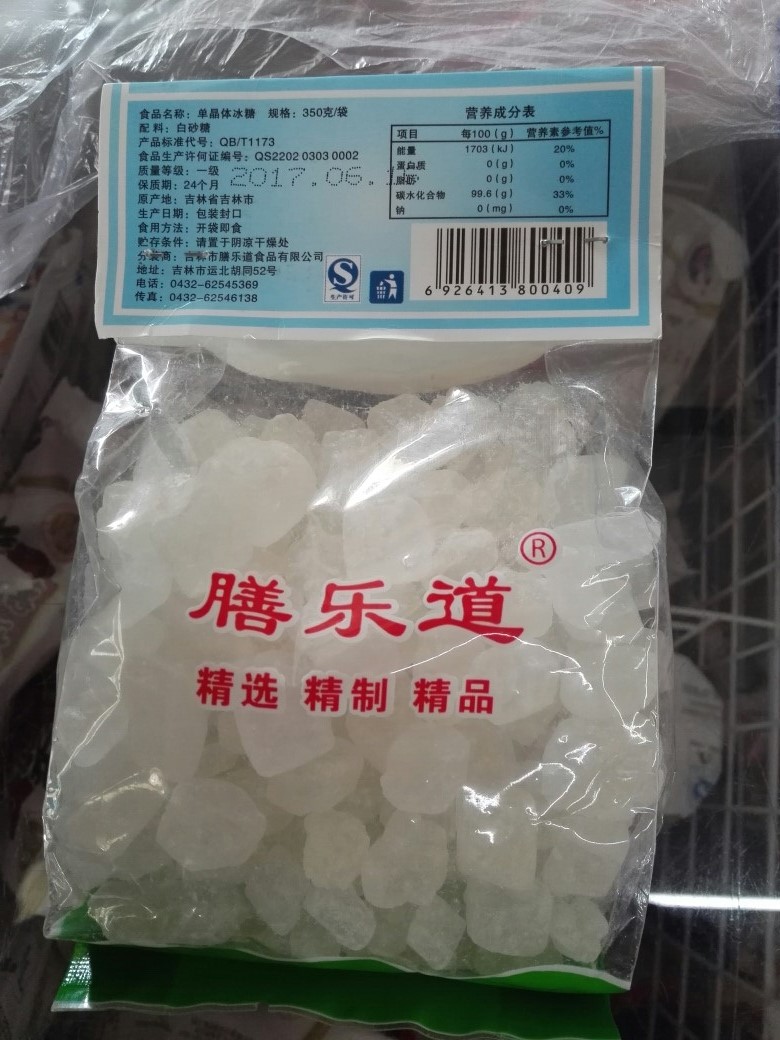 食品名称：单晶体冰糖 规格：350克/袋
配 料：白砂糖
产品标准代号：QB/T1173
食品生产许可证编号：QS2202 0303 0002
质量等级：一级
保质期：24个月
2017.06.
原产地：吉林省吉林市
生产日期：包装封口
食用方法：开袋即食
贮存条件：请置于阴凉干燥处
分装商：吉林市膳乐道食品有限公司
地址：吉林市运北胡同52号
电话：0432-62545369
传真：0432-62546138
营养成分表
项目 每100（g） 营养素参考值%
能量 1703（kJ） 20%
蛋白质 0（g） 0%
脂肪 0（g） 0%
碳水化合物 99.6（g） 33%
钠 0（mg） 0%
S
生产许可
6 926413 800409
膳乐道®
精选 精制 精品